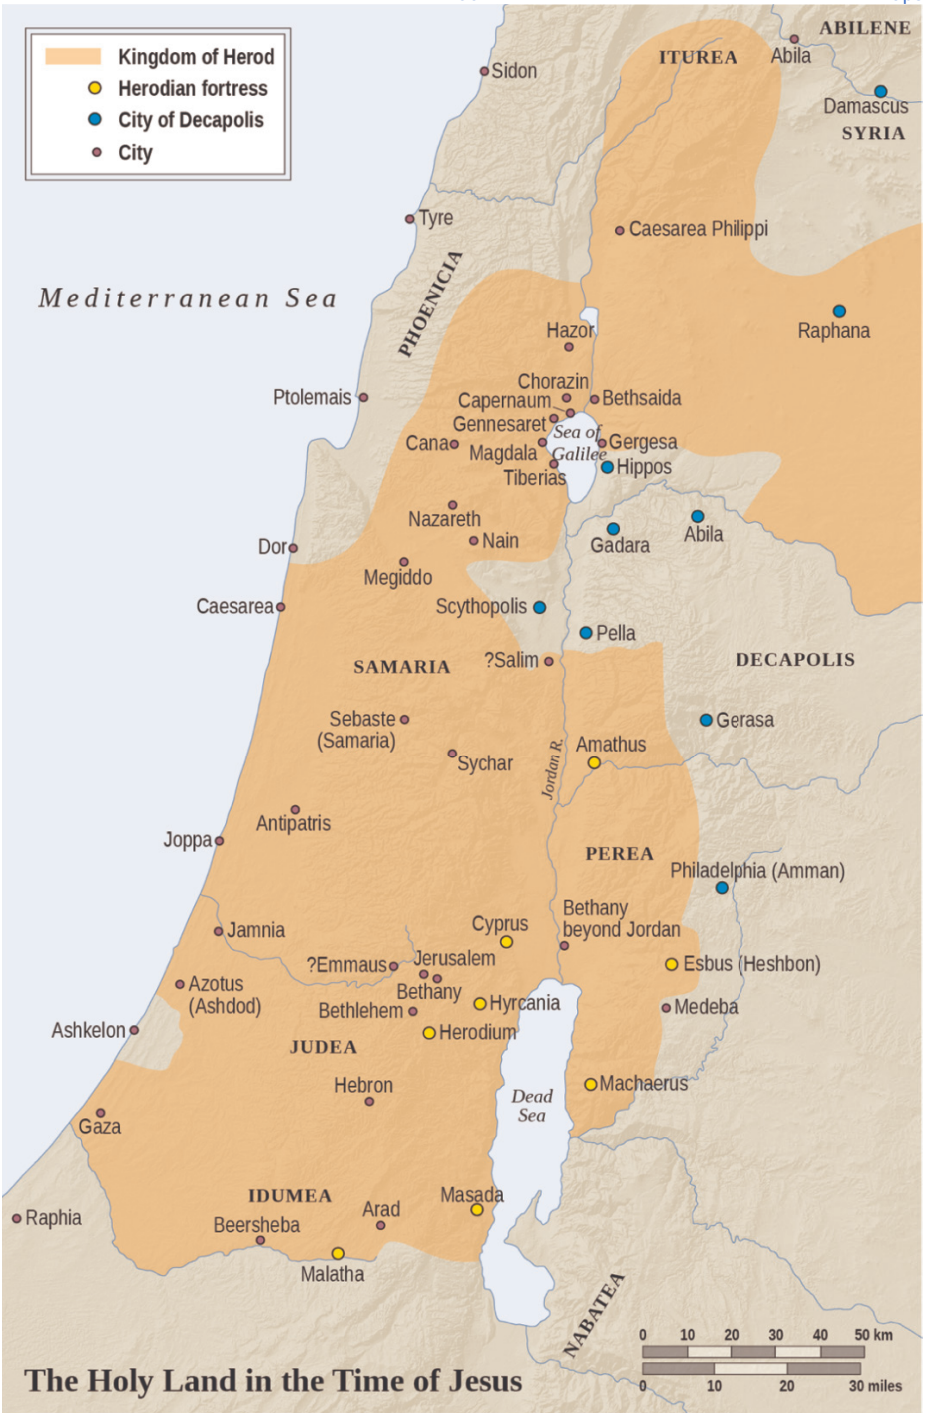 Kingdom of Herod
Herodian fortress
City of Decapolis
City
ABILENE
ITUREA
Abila
Sidon
Damascus
SYRIA
Tyre
Caesarea Philippi
Mediterranean Sea
PHOENICIA
Raphana
Hazor
Chorazin
Ptolemais
Capernaum
Bethsaida
Gennesaret
Sea of
Galilee
Cana
Magdala
Gergesa
Hippos
Tiberias
Nazareth
Abila
Nain
Gadara
Dor
Megiddo
Caesarea
Scythopolis
Pella
?Salim
SAMARIA
DECAPOLIS
Sebaste
(Samaria)
Gerasa
Amathus
Sychar
Jordan R.
Antipatris
Joppa
PEREA
Philadelphia (Amman)
Bethany
beyond Jordan
Cyprus
Jamnia
?Emmaus
Jerusalem
Esbus (Heshbon)
Azotus
(Ashdod)
Bethany
Hyrcania
Medeba
Bethlehem
Ashkelon
Herodium
JUDEA
Hebron
Machaerus
Dead
Sea
Gaza
IDUMEA
Masada
Arad
Raphia
Beersheba
Malatha
NABATEA
0 10 20 30 40 50 km
0 10 20 30 miles
The Holy Land in the Time of Jesus